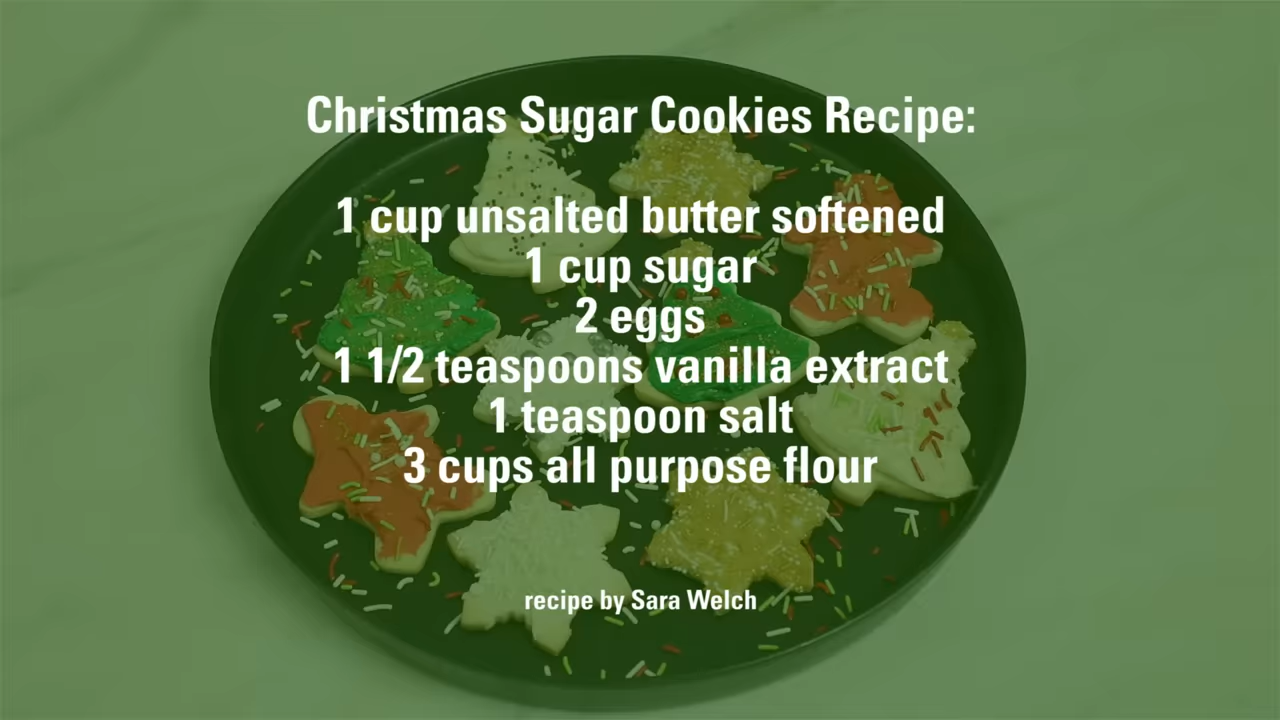 Christmas Sugar Cookies Recipe:
1 cup unsalted butter softened
1 cup sugar
2 eggs
1 1/2 teaspoons vanilla extract
1 teaspoon salt
3 cups all purpose flour
recipe by Sara Welch